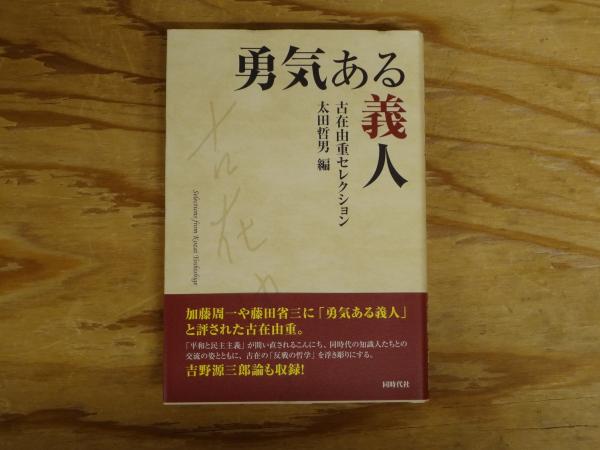 勇気ある
義人
古在由重セレクション
太田哲男 編
古在
Selections from Kozai Yoshishige
加藤周一や藤田省三に「勇気ある義人」
と評された古在由重。
「平和と民主主義」が問い直されるこんにち、同時代の知識人たちとの
交流の姿とともに、古在の「反戦の哲学」を浮き彫りにする。
吉野源三郎論も収録!
同時代社